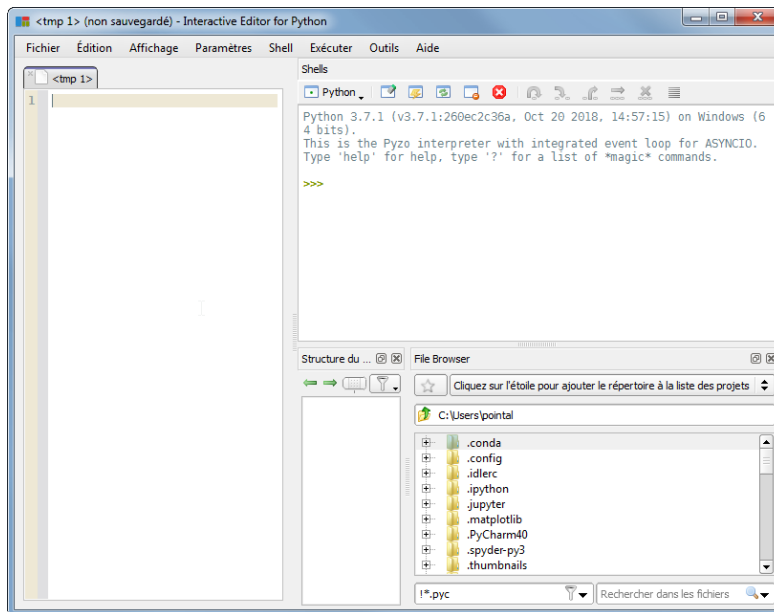 <tmp 1> (non sauvegardé) - Interactive Editor for Python
Fichier Édition Affichage Paramètres Shell Exécuter Outils Aide
<tmp 1>
1
Shells
Python
Python 3.7.1 (v3.7.1:260ec2c36a, Oct 20 2018, 14:57:15) on Windows (6
4 bits).
This is the Pyzo interpreter with integrated event loop for ASYNCIO.
Type 'help' for help, type '?' for a list of *magic* commands.
>>>
Structure du ...
File Browser
Cliquez sur l'étoile pour ajouter le répertoire à la liste des projets
C:\Users\pointal
.conda
.config
.idlerc
.ipython
.jupyter
.matplotlib
.PyCharm40
.spyder-py3
.thumbnails
!*.pyc
Rechercher dans les fichiers